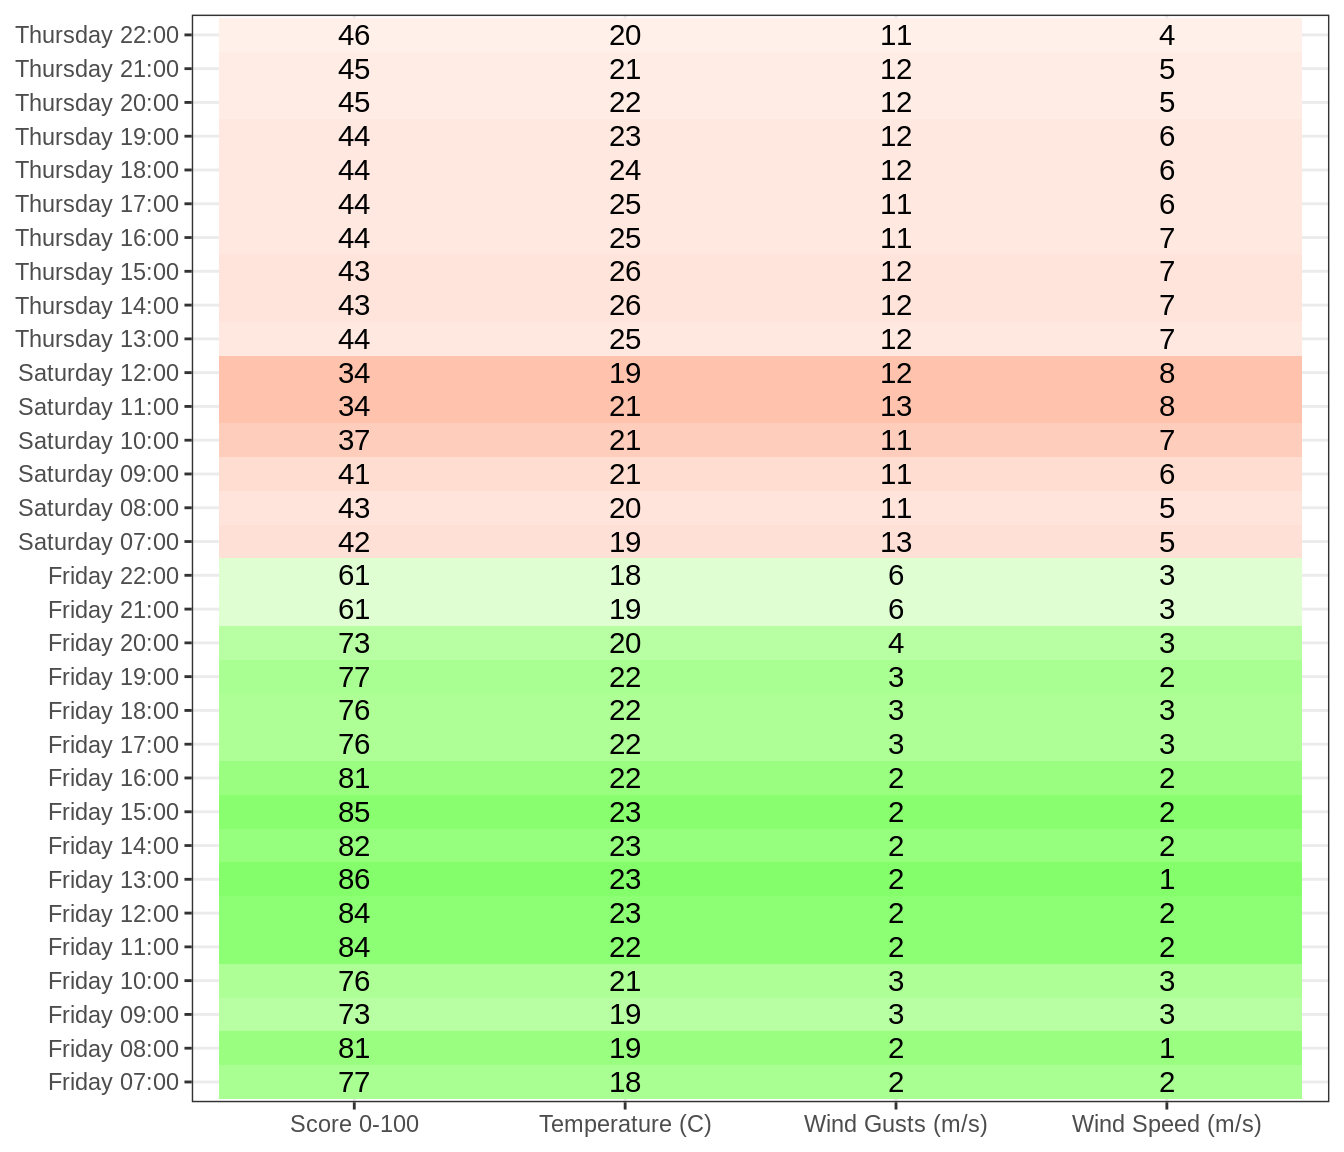 Thursday 22:00 46 20 11 4
Thursday 21:00 45 21 12 5
Thursday 20:00 45 22 12 5
Thursday 19:00 44 23 12 6
Thursday 18:00 44 24 12 6
Thursday 17:00 44 25 11 6
Thursday 16:00 44 25 11 7
Thursday 15:00 43 26 12 7
Thursday 14:00 43 26 12 7
Thursday 13:00 44 25 12 7
Saturday 12:00 34 19 12 8
Saturday 11:00 34 21 13 8
Saturday 10:00 37 21 11 7
Saturday 09:00 41 21 11 6
Saturday 08:00 43 20 11 5
Saturday 07:00 42 19 13 5
Friday 22:00 61 18 6 3
Friday 21:00 61 19 6 3
Friday 20:00 73 20 4 3
Friday 19:00 77 22 3 2
Friday 18:00 76 22 3 3
Friday 17:00 76 22 3 3
Friday 16:00 81 22 2 2
Friday 15:00 85 23 2 2
Friday 14:00 82 23 2 2
Friday 13:00 86 23 2 1
Friday 12:00 84 23 2 2
Friday 11:00 84 22 2 2
Friday 10:00 76 21 3 3
Friday 09:00 73 19 3 3
Friday 08:00 81 19 2 1
Friday 07:00 77 18 2 2
Score 0-100 Temperature (C) Wind Gusts (m/s) Wind Speed (m/s)